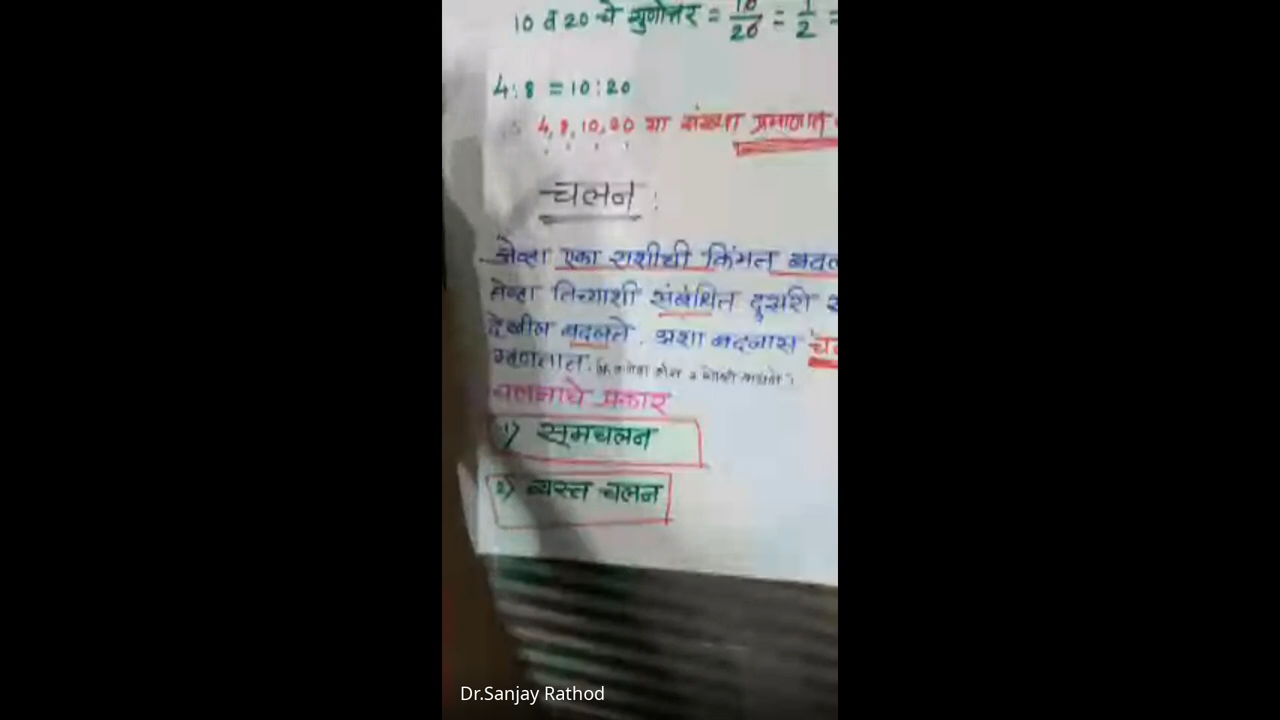 10 व 20 चे गुणोत्तर = 10/20 = 1/2 =
4:8 = 10:20
∴ 4, 8, 10, 20 या संख्या प्रमाणात
चलन :
जेव्हा एका राशीची किंमत बदल
तेव्हा तिच्याशी संबंधित दुसरी
देखील बदलते. अशा बदलास
म्हणतात.
चलनाचे प्रकार
1) समचलन
2) व्यस्त चलन
Dr.Sanjay Rathod